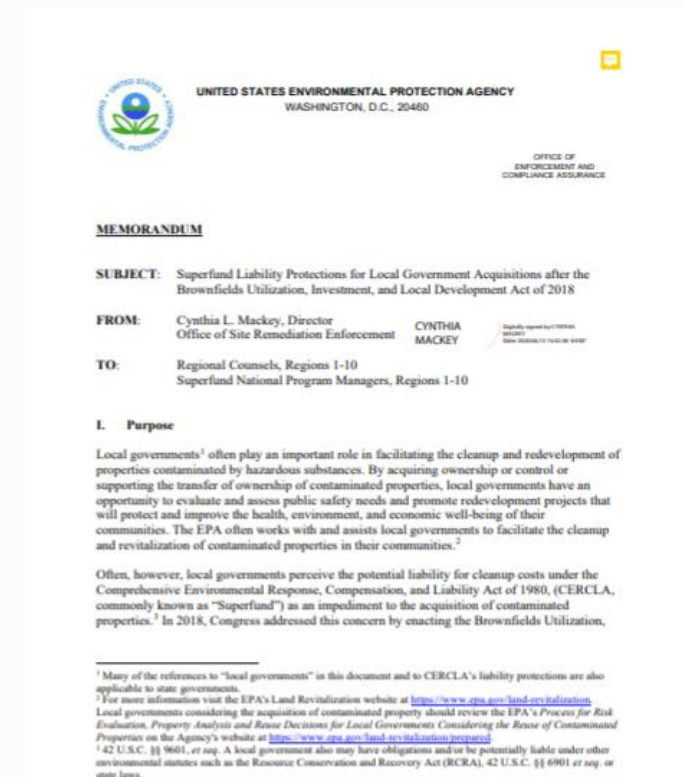 UNITED STATES ENVIRONMENTAL PROTECTION AGENCY
WASHINGTON, D.C., 20460
OFFICE OF
ENFORCEMENT AND
COMPLIANCE ASSURANCE
MEMORANDUM
SUBJECT: Superfund Liability Protections for Local Government Acquisitions after the
Brownfields Utilization, Investment, and Local Development Act of 2018
FROM: Cynthia L. Mackey, Director
Office of Site Remediation Enforcement
CYNTHIA
MACKEY
Digitally signed by CYNTHIA
MACKEY
TO: Regional Counsels, Regions 1-10
Superfund National Program Managers, Regions 1-10
I. Purpose
Local governments¹ often play an important role in facilitating the cleanup and redevelopment of
properties contaminated by hazardous substances. By acquiring ownership or control or
supporting the transfer of ownership of contaminated properties, local governments have an
opportunity to evaluate and assess public safety needs and promote redevelopment projects that
will protect and improve the health, environment, and economic well-being of their
communities. The EPA often works with and assists local governments to facilitate the cleanup
and revitalization of contaminated properties in their communities.²
Often, however, local governments perceive the potential liability for cleanup costs under the
Comprehensive Environmental Response, Compensation, and Liability Act of 1980, (CERCLA,
commonly known as “Superfund”) as an impediment to the acquisition of contaminated
properties.³ In 2018, Congress addressed this concern by enacting the Brownfields Utilization,
¹ Many of the references to “local governments” in this document and to CERCLA’s liability protections are also
applicable to state governments.
² For more information visit the EPA’s Land Revitalization website at https://www.epa.gov/land-revitalization.
Local governments considering the acquisition of contaminated property should review the EPA’s Process for Risk
Evaluation, Property Analysis and Reuse Decisions for Local Governments Considering the Reuse of Contaminated
Properties on the Agency’s website at https://www.epa.gov/land-revitalization/prepared.
³ 42 U.S.C. §§ 9601, et seq. A local government also may have obligations and/or be potentially liable under other
environmental statutes such as the Resource Conservation and Recovery Act (RCRA), 42 U.S.C. §§ 6901 et seq. or
state laws.